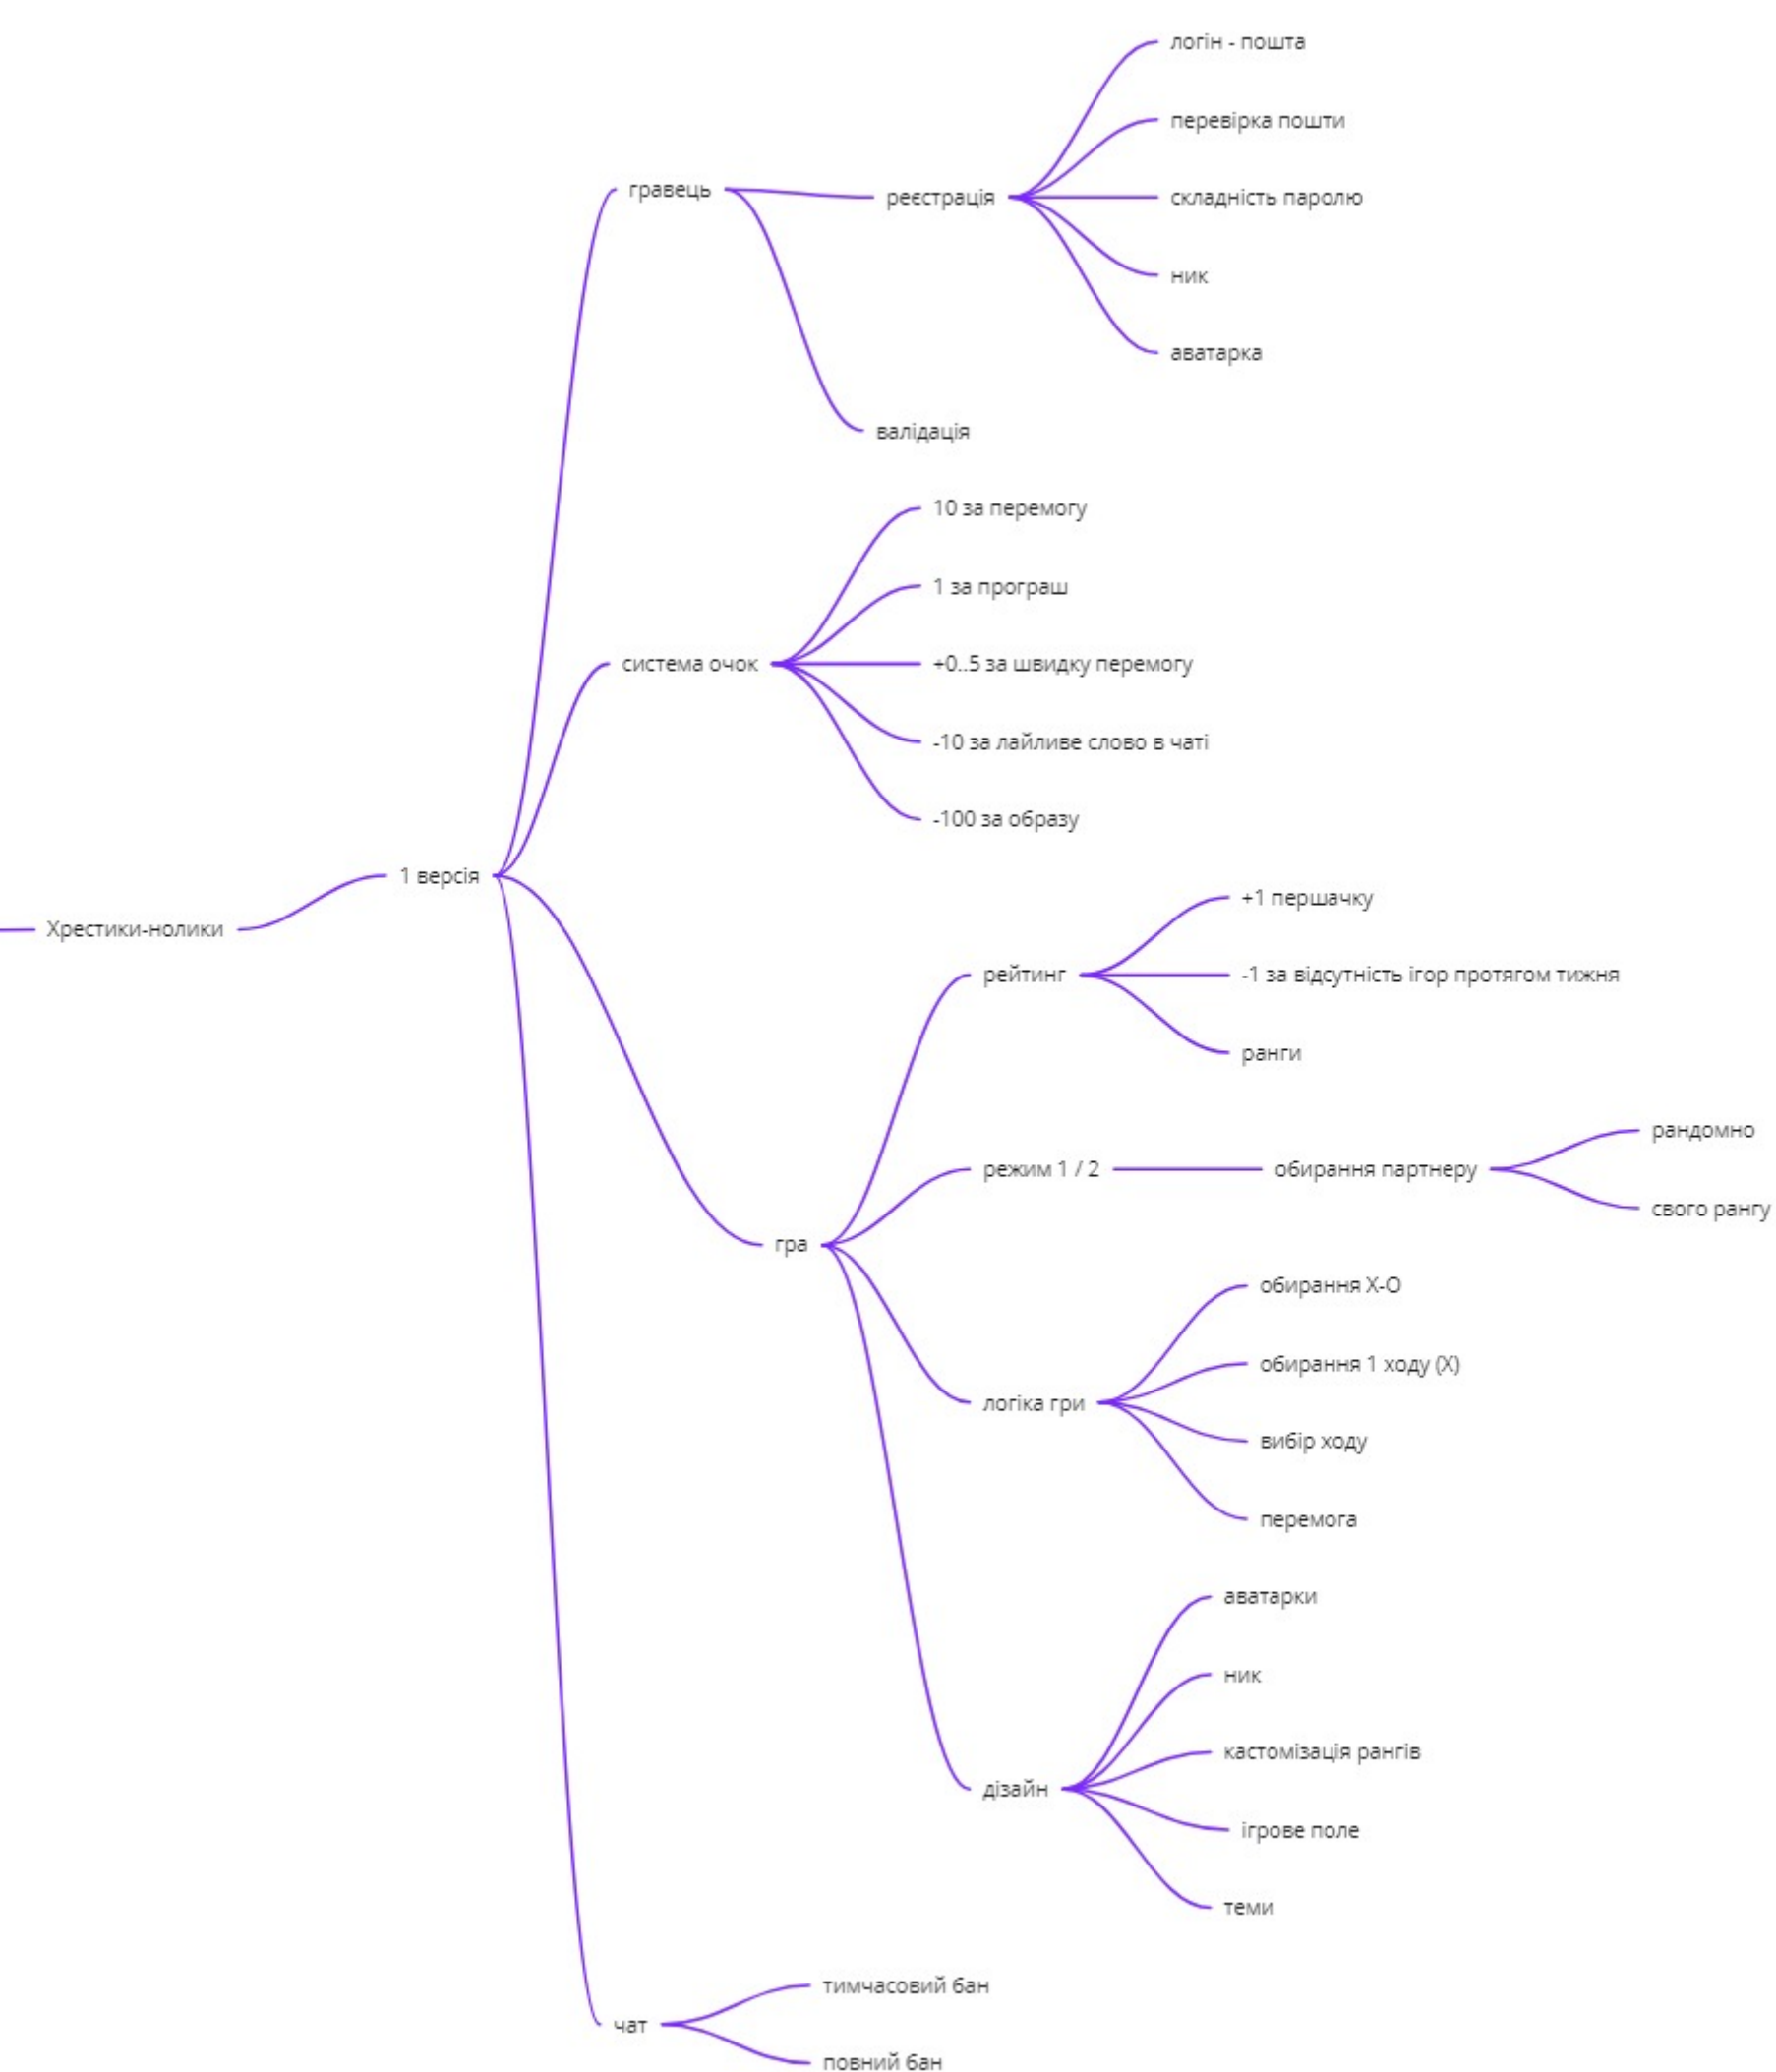 Хрестики-нолики
1 версія
гравець
реєстрація
логін - пошта
перевірка пошти
складність паролю
ник
аватарка
валідація
система очок
10 за перемогу
1 за програш
+0..5 за швидку перемогу
-10 за лайливе слово в чаті
-100 за образу
гра
рейтинг
+1 першачку
-1 за відсутність ігор протягом тижня
ранги
режим 1 / 2
обирання партнеру
рандомно
свого рангу
логіка гри
обирання Х-О
обирання 1 ходу (Х)
вибір ходу
перемога
дізайн
аватарки
ник
кастомізація рангів
ігрове поле
теми
чат
тимчасовий бан
повний бан